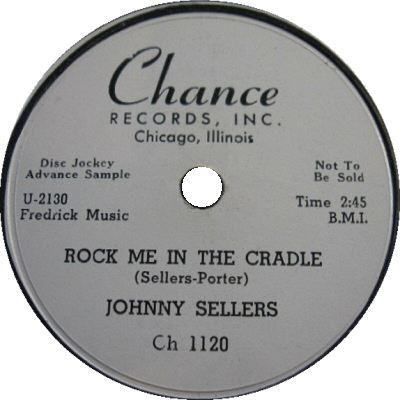 Chance
RECORDS, INC.
Chicago, Illinois
Disc Jockey
Advance Sample
Not To
Be Sold
U-2130
Fredrick Music
Time 2:45
B.M.I.
ROCK ME IN THE CRADLE
(Sellers-Porter)
JOHNNY SELLERS
Ch 1120